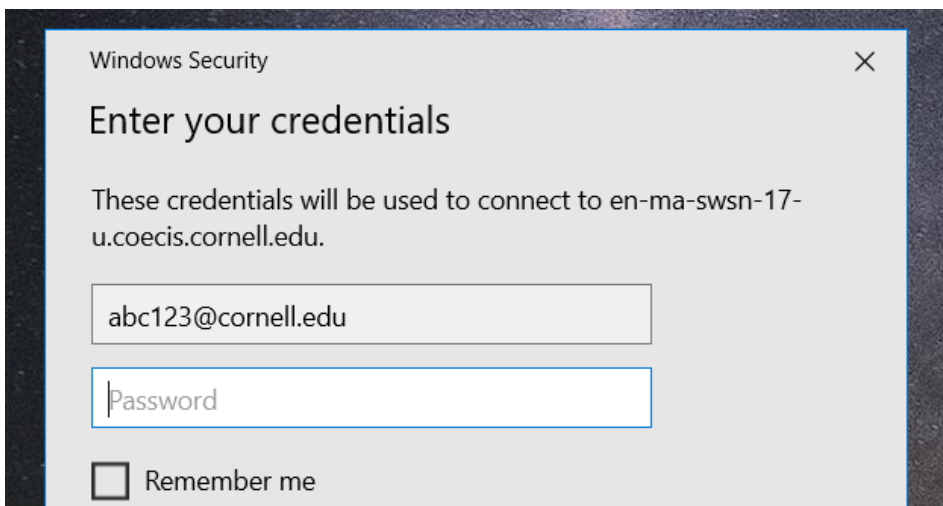 Windows Security
Enter your credentials
These credentials will be used to connect to en-ma-swsn-17-
u.coecis.cornell.edu.
abc123@cornell.edu
Password
Remember me